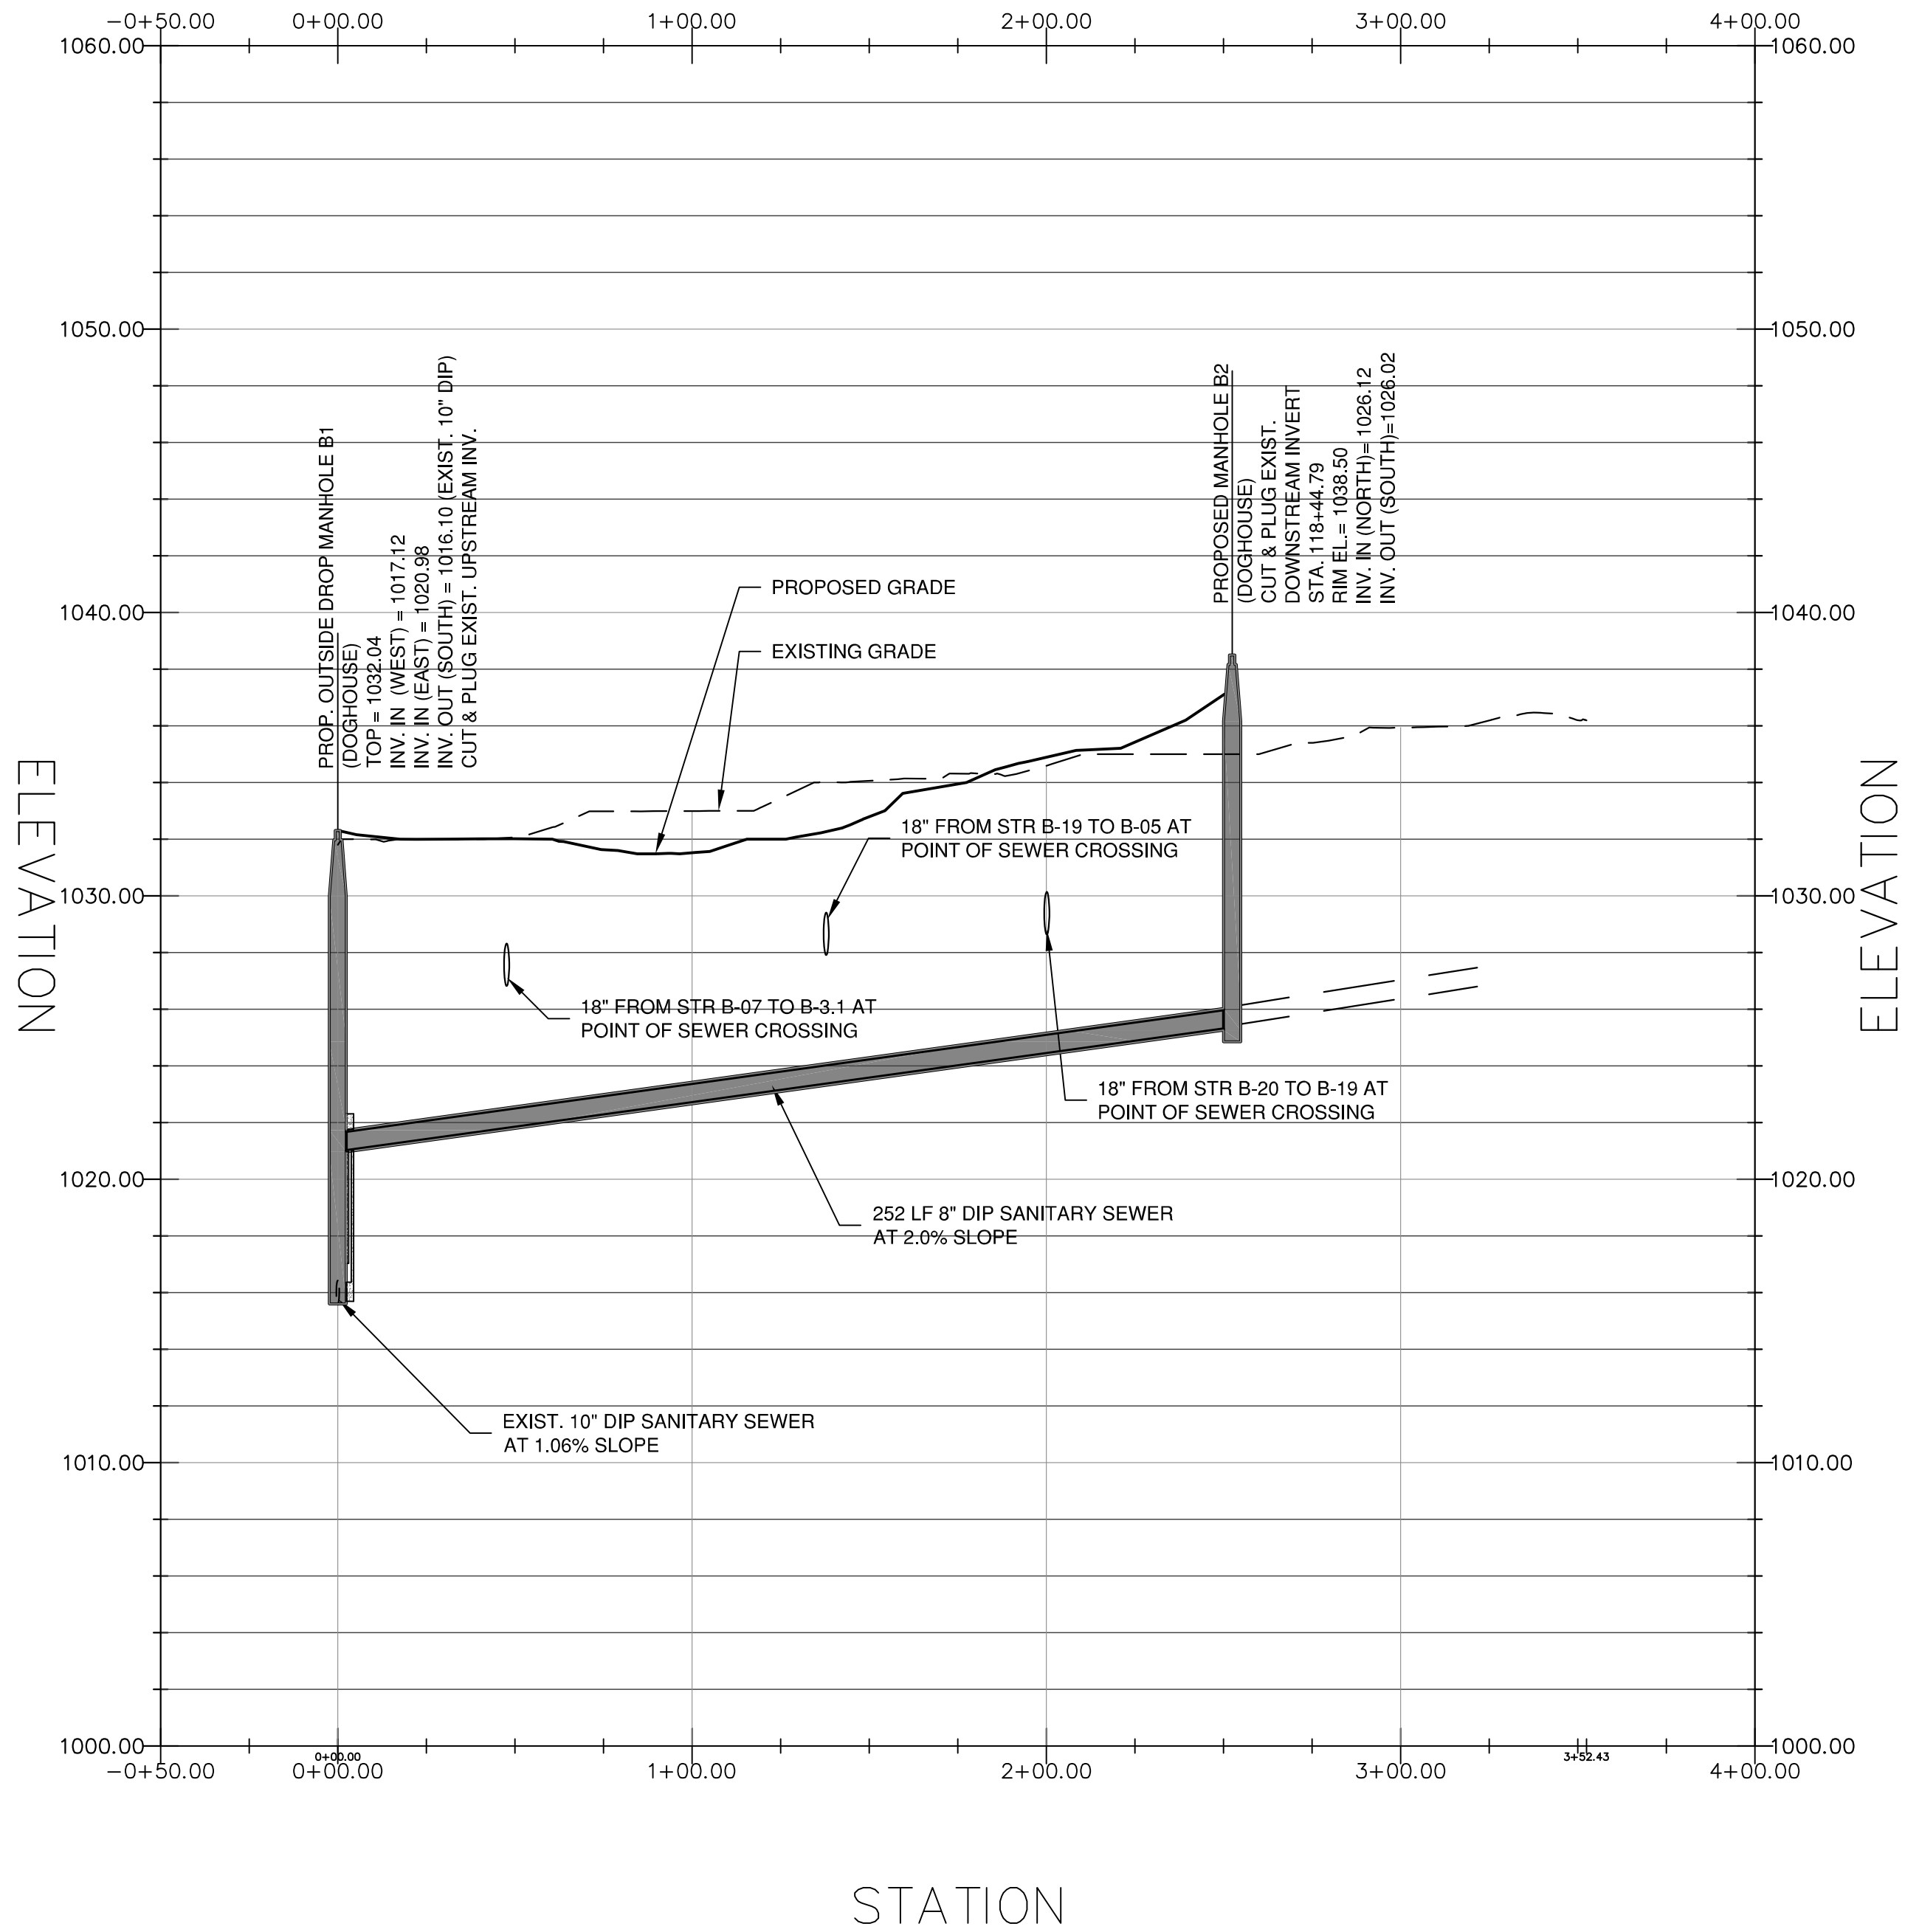 -0+50.00 0+00.00 1+00.00 2+00.00 3+00.00 4+00.00
1060.00 1060.00
1050.00 1050.00
PROP. OUTSIDE DROP MANHOLE B1
(DOGHOUSE)
TOP = 1032.04
INV. IN (WEST) = 1017.12
INV. IN (EAST) = 1020.98
INV. OUT (SOUTH) = 1016.10 (EXIST. 10" DIP)
CUT & PLUG EXIST. UPSTREAM INV.
PROPOSED MANHOLE B2
(DOGHOUSE)
CUT & PLUG EXIST.
DOWNSTREAM INVERT
STA. 118+44.79
RIM EL.= 1038.50
INV. IN (NORTH)= 1026.12
INV. OUT (SOUTH)=1026.02
1040.00 1040.00
PROPOSED GRADE
EXISTING GRADE
ELEVATION
ELEVATION
18" FROM STR B-19 TO B-05 AT
POINT OF SEWER CROSSING
1030.00 1030.00
18" FROM STR B-07 TO B-3.1 AT
POINT OF SEWER CROSSING
18" FROM STR B-20 TO B-19 AT
POINT OF SEWER CROSSING
1020.00 1020.00
252 LF 8" DIP SANITARY SEWER
AT 2.0% SLOPE
EXIST. 10" DIP SANITARY SEWER
AT 1.06% SLOPE
1010.00 1010.00
1000.00 1000.00
0+00.00 3+52.43
-0+50.00 0+00.00 1+00.00 2+00.00 3+00.00 4+00.00
STATION